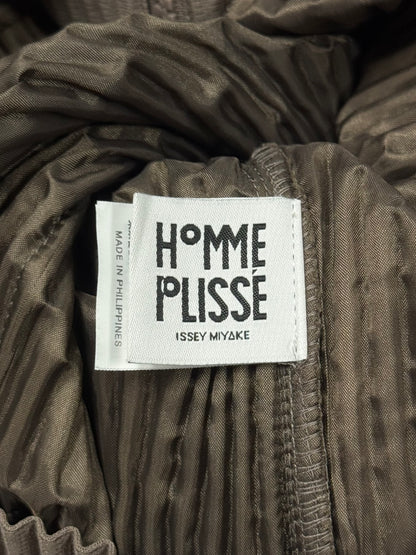 HOMME
PLISSÉ
ISSEY MIYAKE
MADE IN PHILIPPINES